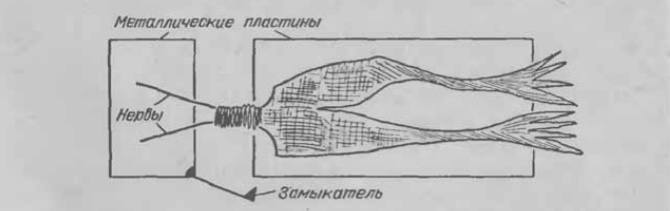 Металлические пластины
Нервы
Замыкатель